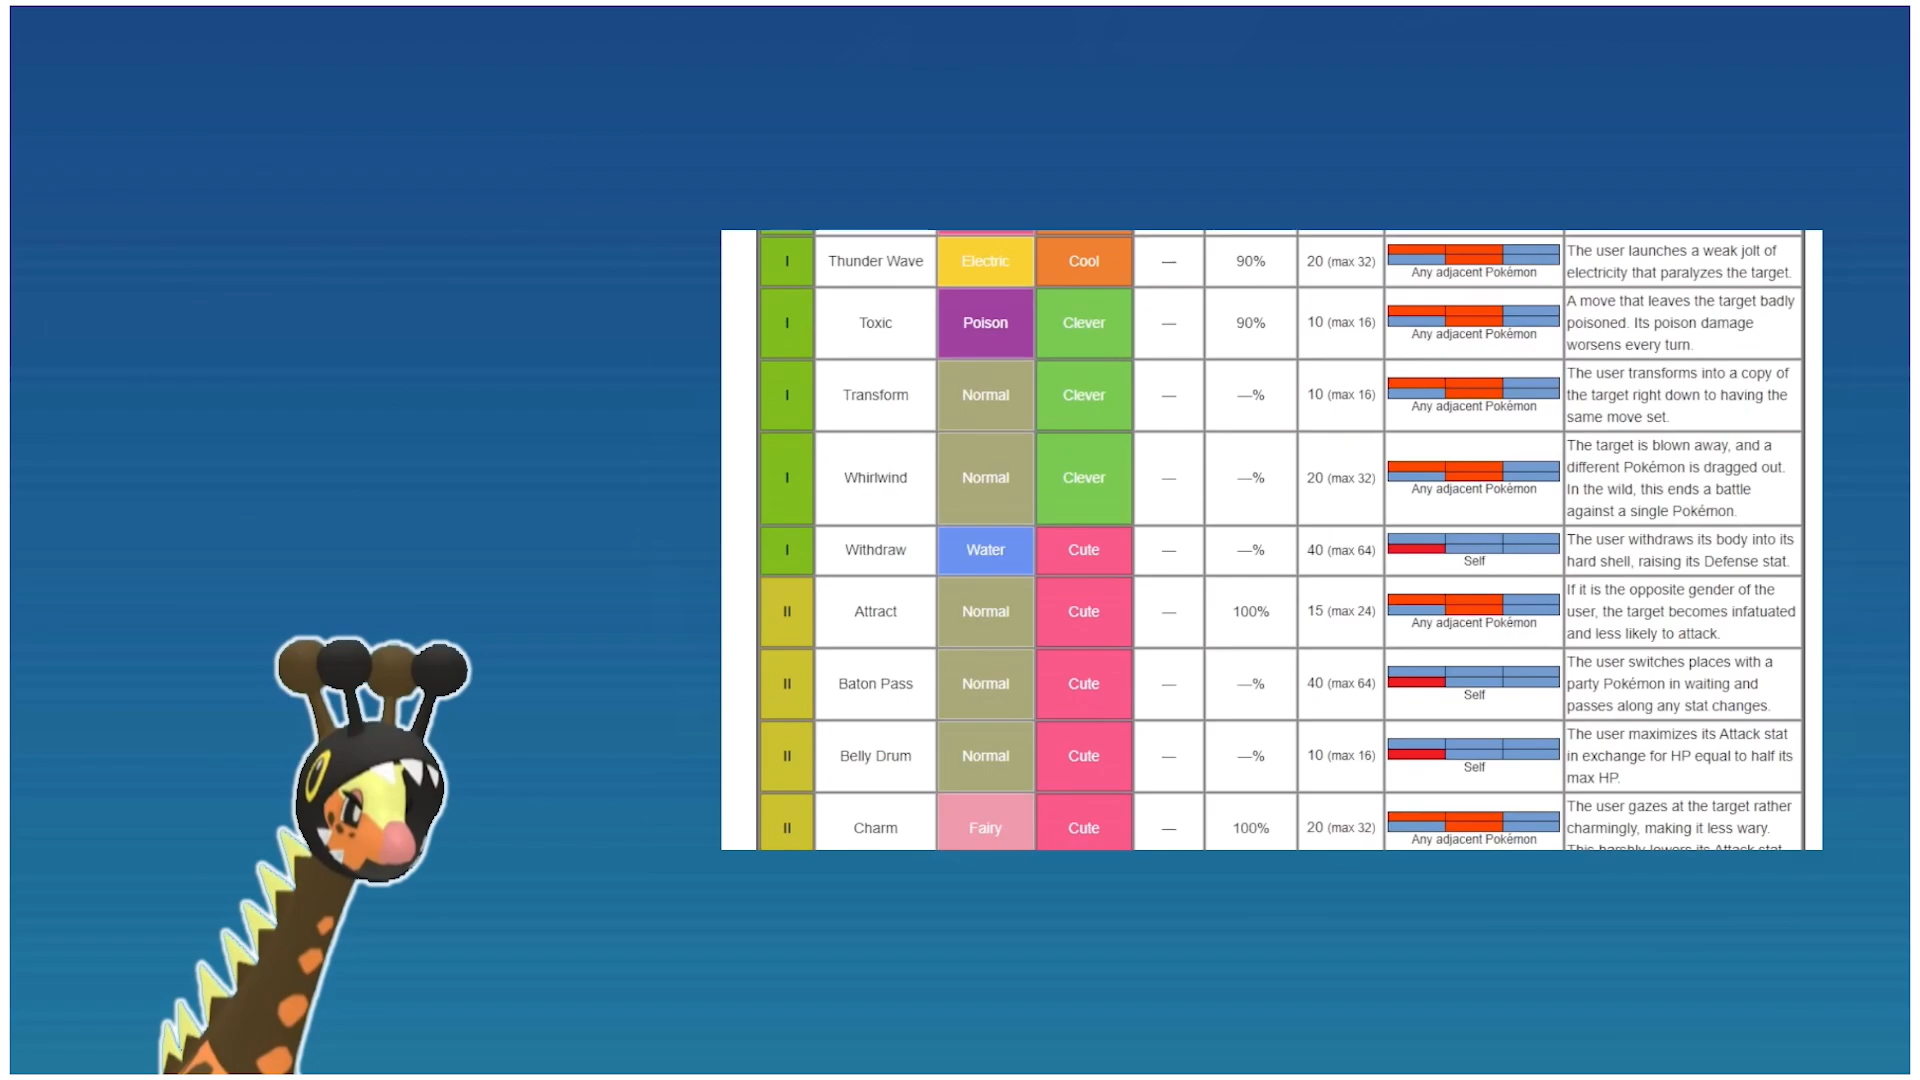 I Thunder Wave Electric Cool — 90% 20 (max 32) Any adjacent Pokémon The user launches a weak jolt of
electricity that paralyzes the target.
I Toxic Poison Clever — 90% 10 (max 16) Any adjacent Pokémon A move that leaves the target badly
poisoned. Its poison damage
worsens every turn.
I Transform Normal Clever — —% 10 (max 16) Any adjacent Pokémon The user transforms into a copy of
the target right down to having the
same move set.
I Whirlwind Normal Clever — —% 20 (max 32) Any adjacent Pokémon The target is blown away, and a
different Pokémon is dragged out.
In the wild, this ends a battle
against a single Pokémon.
I Withdraw Water Cute — —% 40 (max 64) Self The user withdraws its body into its
hard shell, raising its Defense stat.
II Attract Normal Cute — 100% 15 (max 24) Any adjacent Pokémon If it is the opposite gender of the
user, the target becomes infatuated
and less likely to attack.
II Baton Pass Normal Cute — —% 40 (max 64) Self The user switches places with a
party Pokémon in waiting and
passes along any stat changes.
II Belly Drum Normal Cute — —% 10 (max 16) Self The user maximizes its Attack stat
in exchange for HP equal to half its
max HP.
II Charm Fairy Cute — 100% 20 (max 32) Any adjacent Pokémon The user gazes at the target rather
charmingly, making it less wary.
This harshly lowers its Attack stat